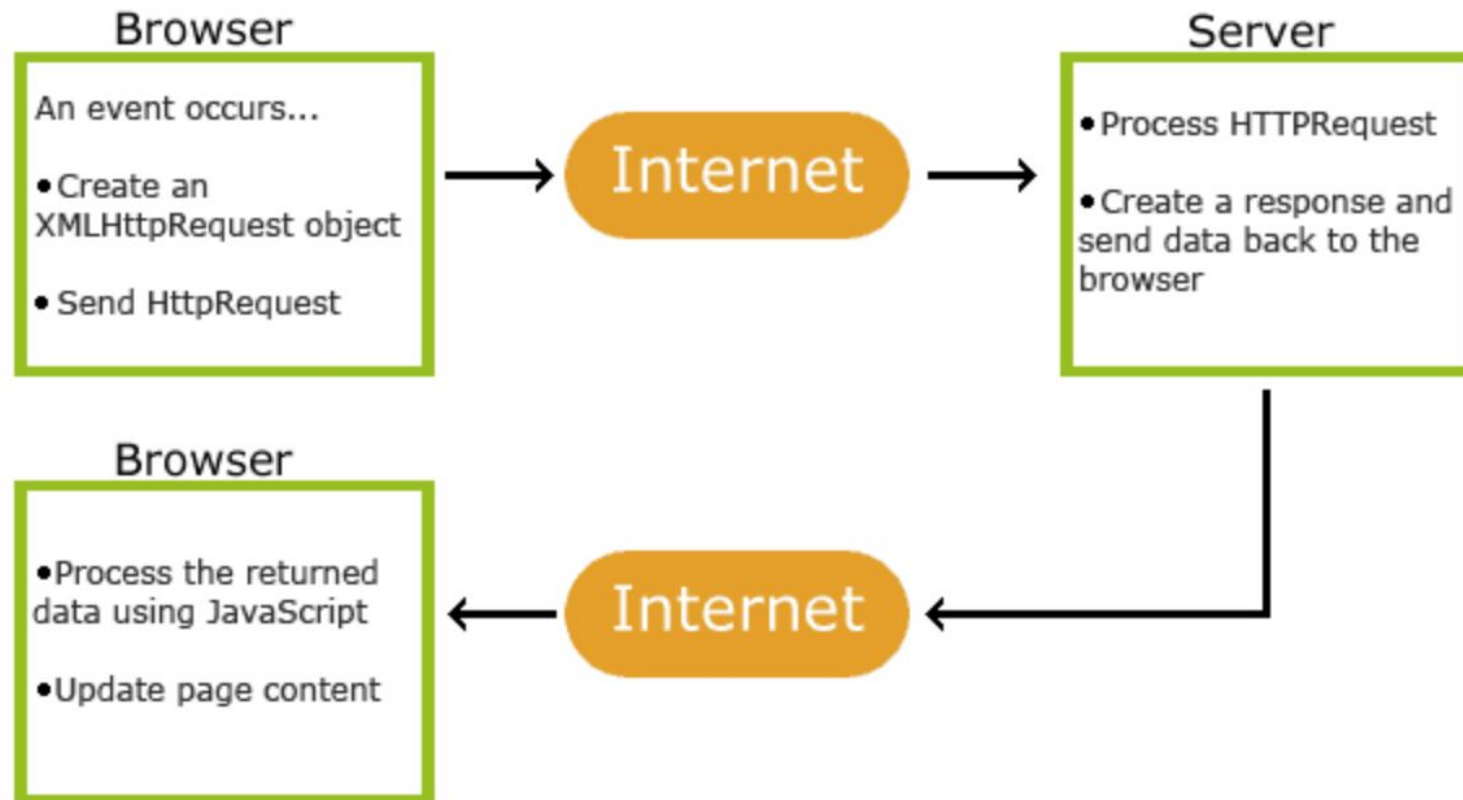 Browser
An event occurs...
•Create an
XMLHttpRequest object
• Send HttpRequest
Internet
Server
•Process HTTPRequest
•Create a response and
send data back to the
browser
Browser
•Process the returned
data using JavaScript
•Update page content
Internet